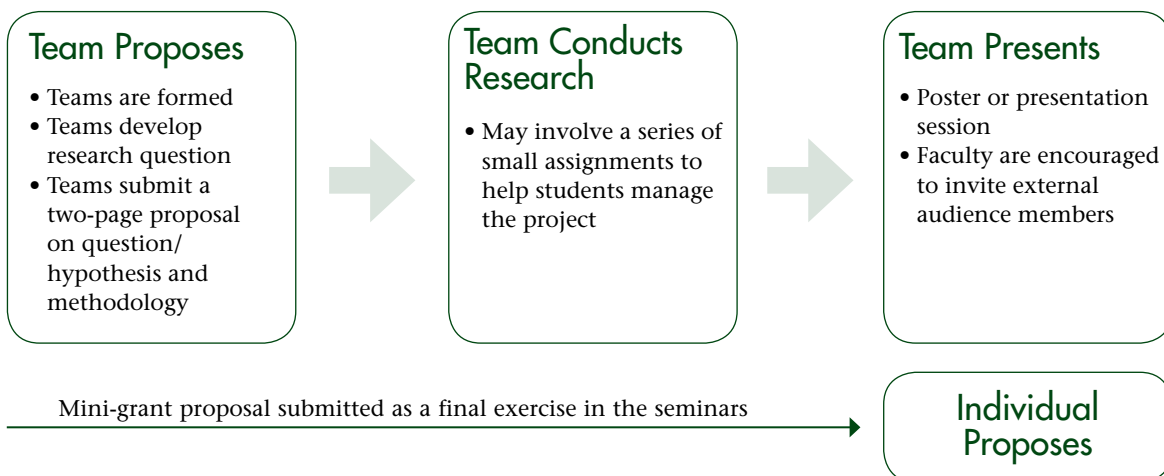 Team Proposes
• Teams are formed
• Teams develop
research question
• Teams submit a
two-page proposal
on question/
hypothesis and
methodology
Team Conducts
Research
• May involve a series of
small assignments to
help students manage
the project
Team Presents
• Poster or presentation
session
• Faculty are encouraged
to invite external
audience members
Mini-grant proposal submitted as a final exercise in the seminars
Individual
Proposes